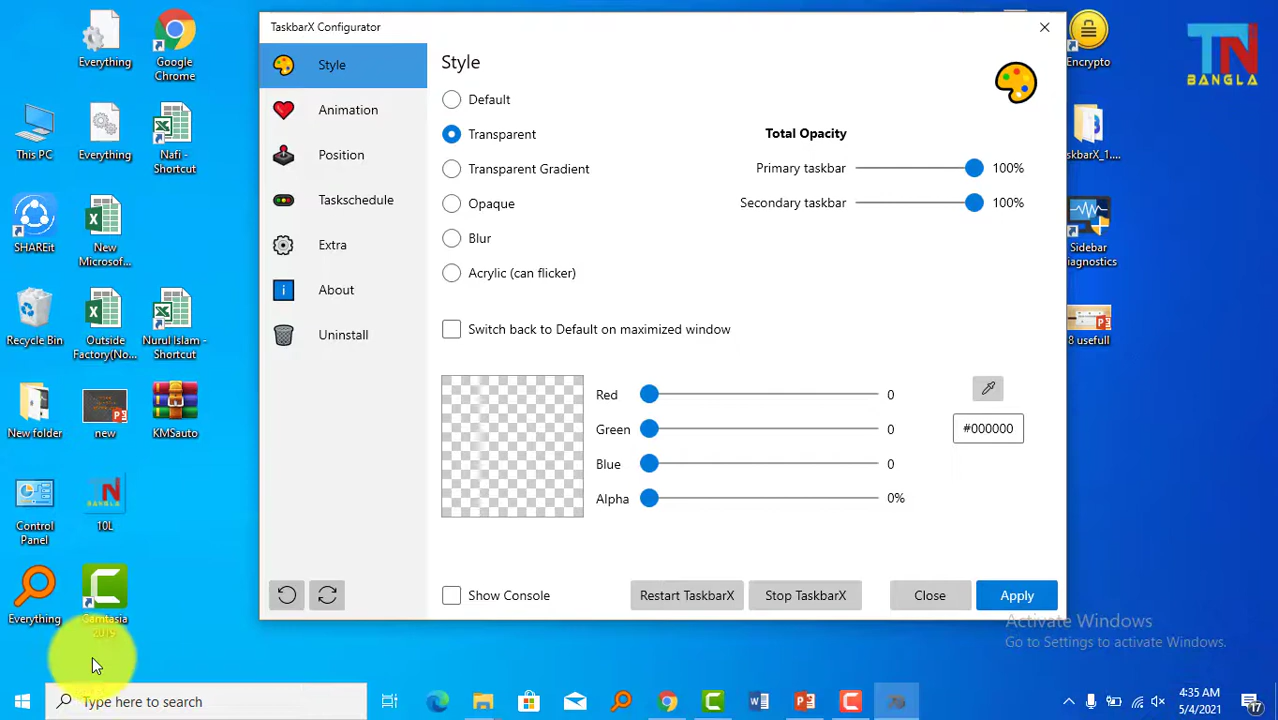 TaskbarX Configurator
Style
Animation
Position
Taskschedule
Extra
About
Uninstall
Style
Default
Transparent
Transparent Gradient
Opaque
Blur
Acrylic (can flicker)
Total Opacity
Primary taskbar 100%
Secondary taskbar 100%
Switch back to Default on maximized window
Red 0
Green 0
Blue 0
Alpha 0%
#000000
Show Console
Restart TaskbarX
Stop TaskbarX
Close
Apply
Everything
Google
Chrome
This PC
Everything
Nafi -
Shortcut
SHAREit
New
Microsof...
Recycle Bin
Outside
Factory(No...
Nurul Islam -
Shortcut
New folder
new
KMSauto
Control
Panel
10L
Everything
Camtasia
2019
Encrypto
skbarX_1....
Sidebar
iagnostics
8 usefull
TN
BANGLA
Activate Windows
Go to Settings to activate Windows.
Type here to search
4:35 AM
5/4/2021
17